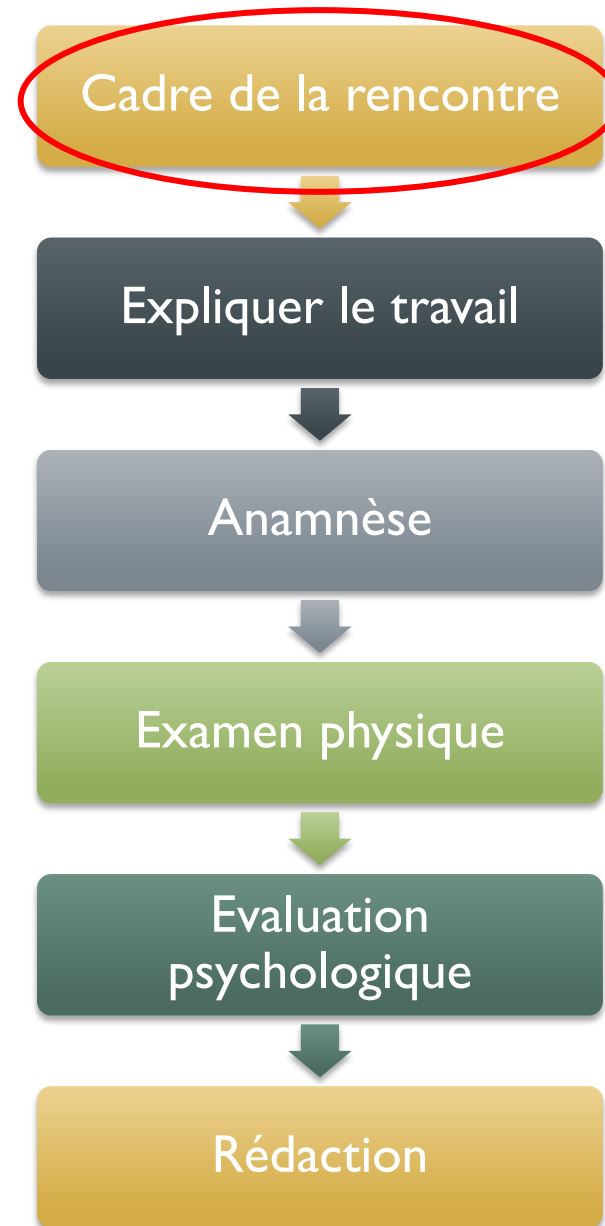 Cadre de la rencontre
Expliquer le travail
Anamnèse
Examen physique
Evaluation
psychologique
Rédaction